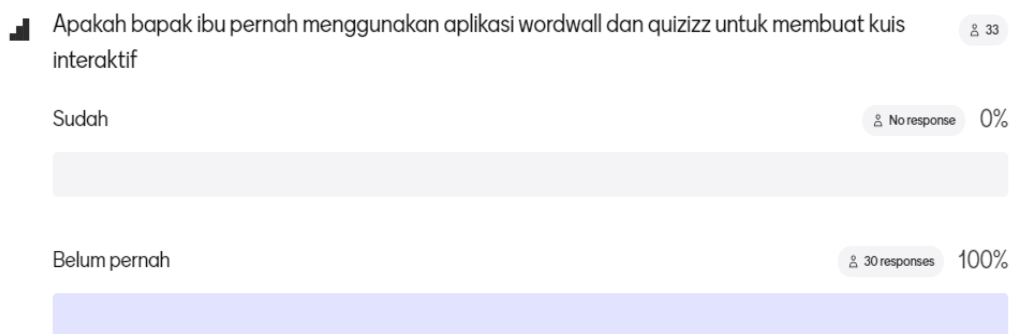 Apakah bapak ibu pernah menggunakan aplikasi wordwall dan quizizz untuk membuat kuis
33
interaktif
Sudah
No response 0%
Belum pernah
30 responses 100%